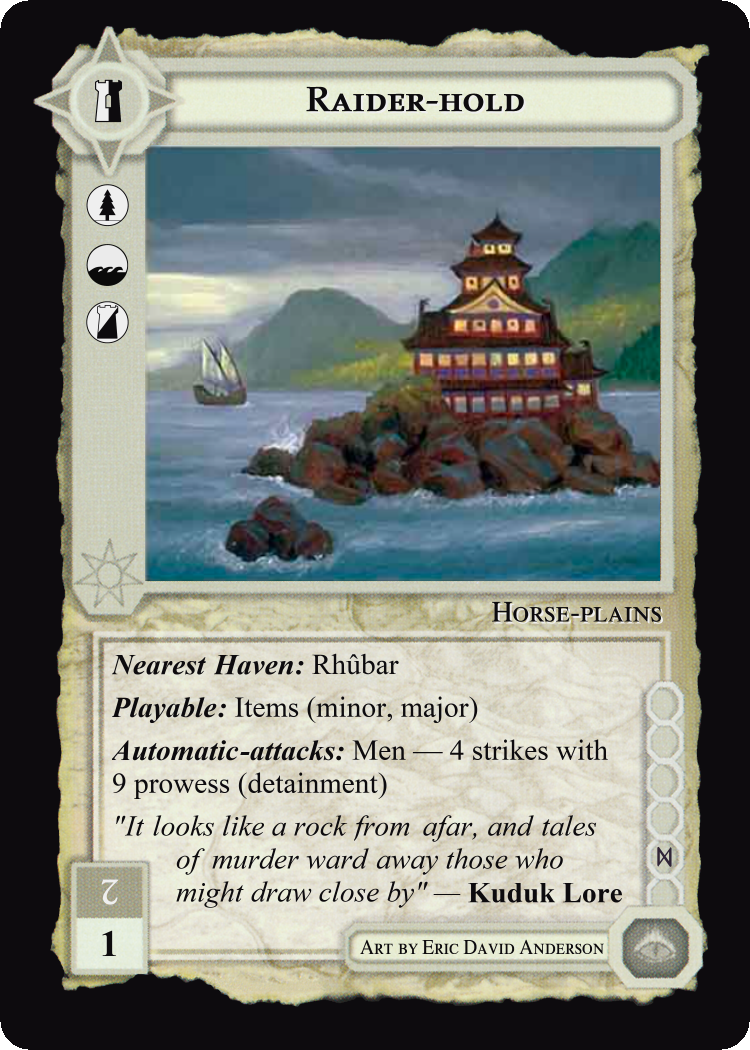 RAIDER-HOLD
HORSE-PLAINS
Nearest Haven: Rhûbar
Playable: Items (minor, major)
Automatic-attacks: Men — 4 strikes with
9 prowess (detainment)
"It looks like a rock from afar, and tales
of murder ward away those who
might draw close by" — Kuduk Lore
ᛞ
1
ART BY ERIC DAVID ANDERSON